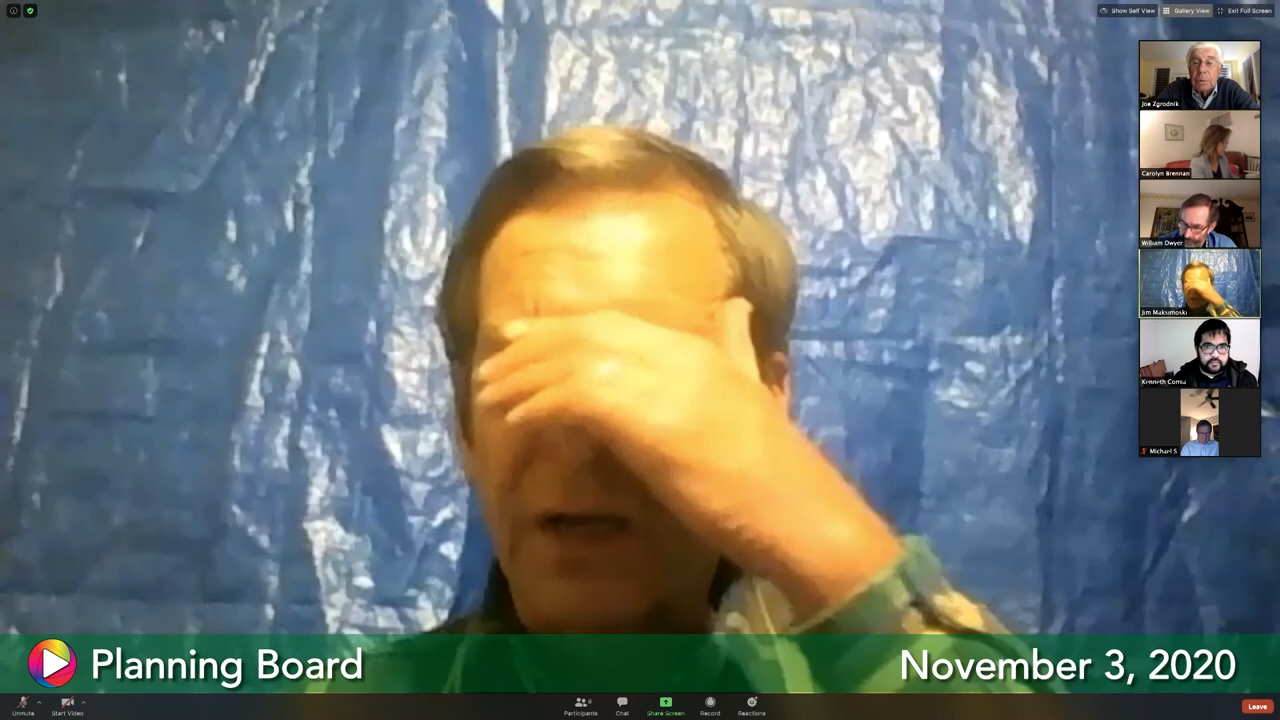 Show Self View
Gallery View
Exit Full Screen
Joe Zgrodnik
Carolyn Brennan
William Dwyer
Jim Maksimoski
Kenneth Comia
Michael S
Planning Board
November 3, 2020
Unmute
Start Video
Participants
Chat
Share Screen
Record
Reactions
Leave